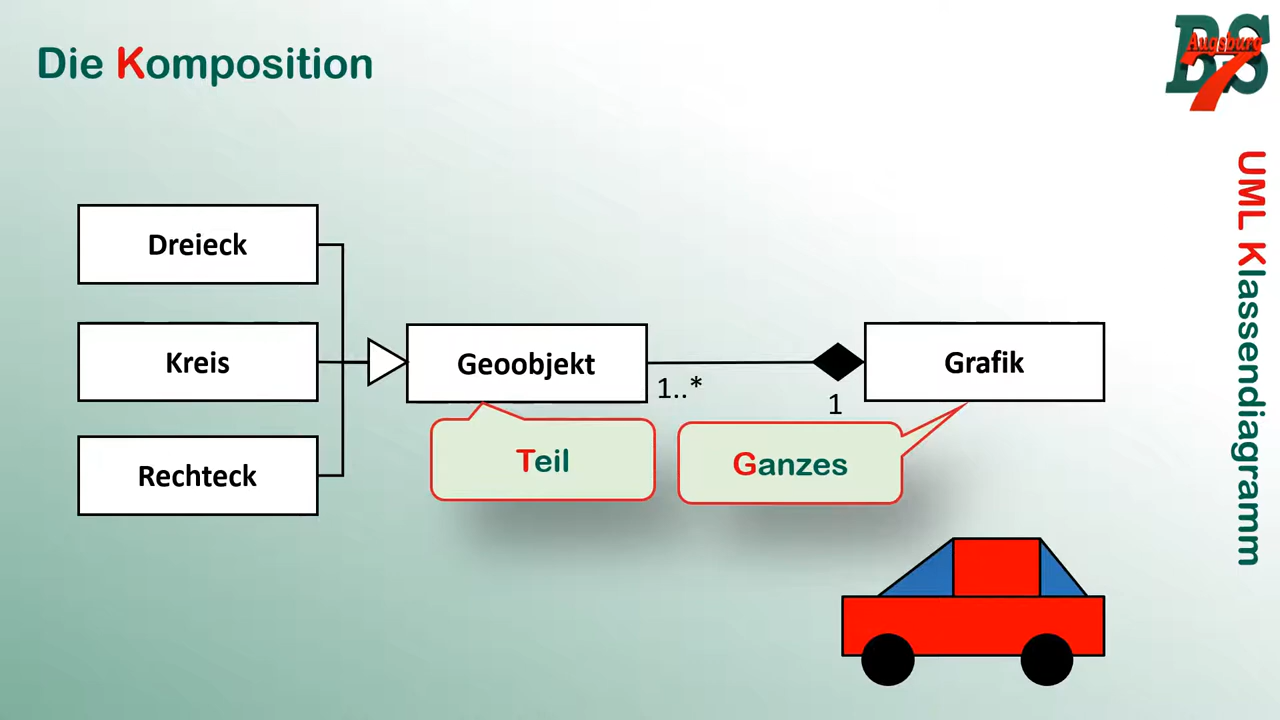 Die Komposition
BS
Augsburg
7
UML Klassendiagramm
Dreieck
Kreis
Rechteck
Geoobjekt
1..*
1
Grafik
Teil
Ganzes